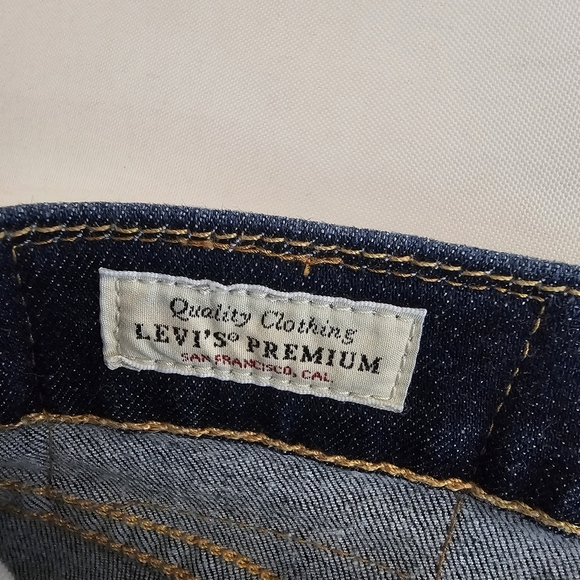 Quality Clothing
LEVI'S® PREMIUM
SAN FRANCISCO, CAL.